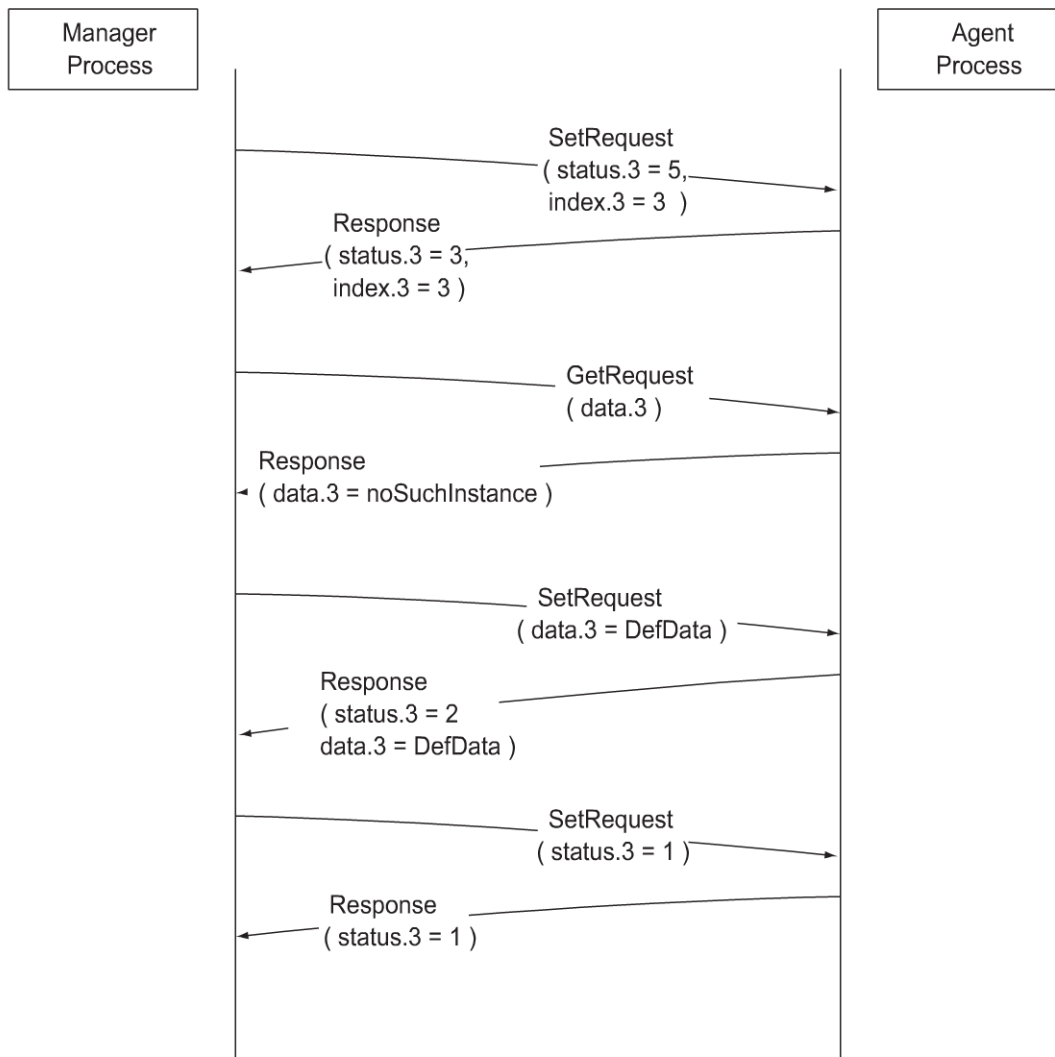 Manager
Process
Agent
Process
SetRequest
( status.3 = 5,
index.3 = 3 )
Response
( status.3 = 3,
index.3 = 3 )
GetRequest
( data.3 )
Response
( data.3 = noSuchInstance )
SetRequest
( data.3 = DefData )
Response
( status.3 = 2
data.3 = DefData )
SetRequest
( status.3 = 1 )
Response
( status.3 = 1 )